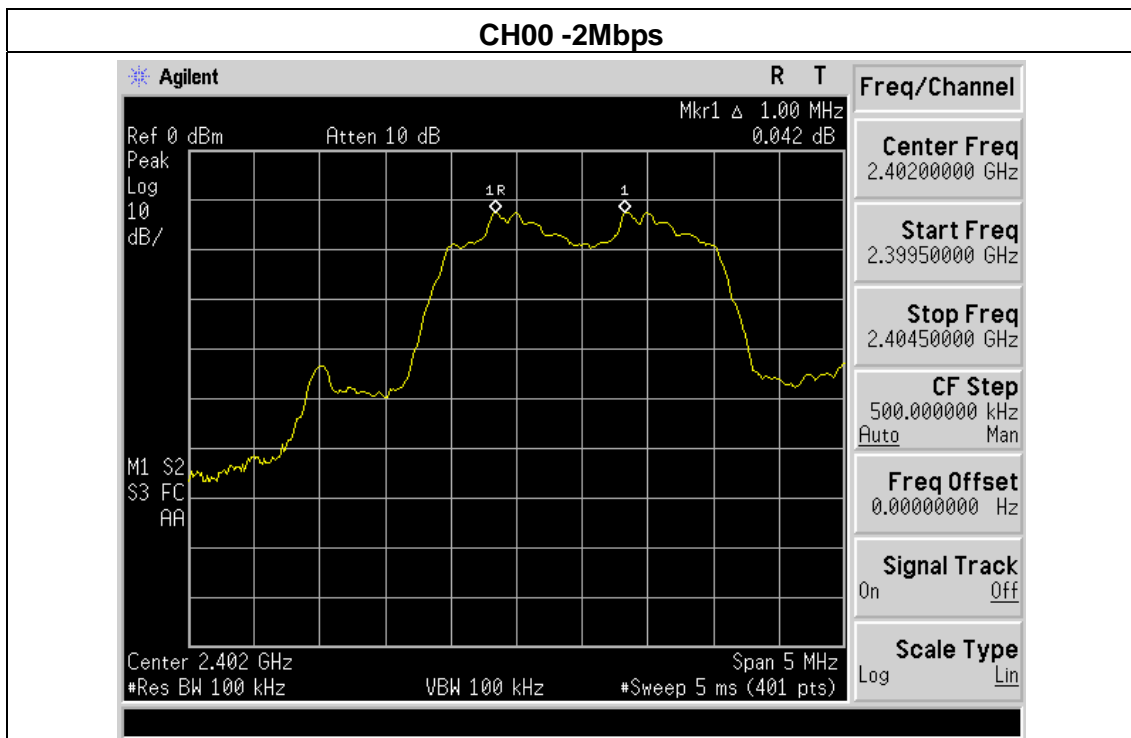 CH00 -2Mbps
Agilent R T
Mkr1 Δ 1.00 MHz
Ref 0 dBm Atten 10 dB 0.042 dB
Peak
Log
10
dB/
1R 1
M1 S2
S3 FC
AA
Center 2.402 GHz Span 5 MHz
#Res BW 100 kHz VBW 100 kHz #Sweep 5 ms (401 pts)
Freq/Channel
Center Freq
2.40200000 GHz
Start Freq
2.39950000 GHz
Stop Freq
2.40450000 GHz
CF Step
500.000000 kHz
Auto Man
Freq Offset
0.00000000 Hz
Signal Track
On Off
Scale Type
Log Lin